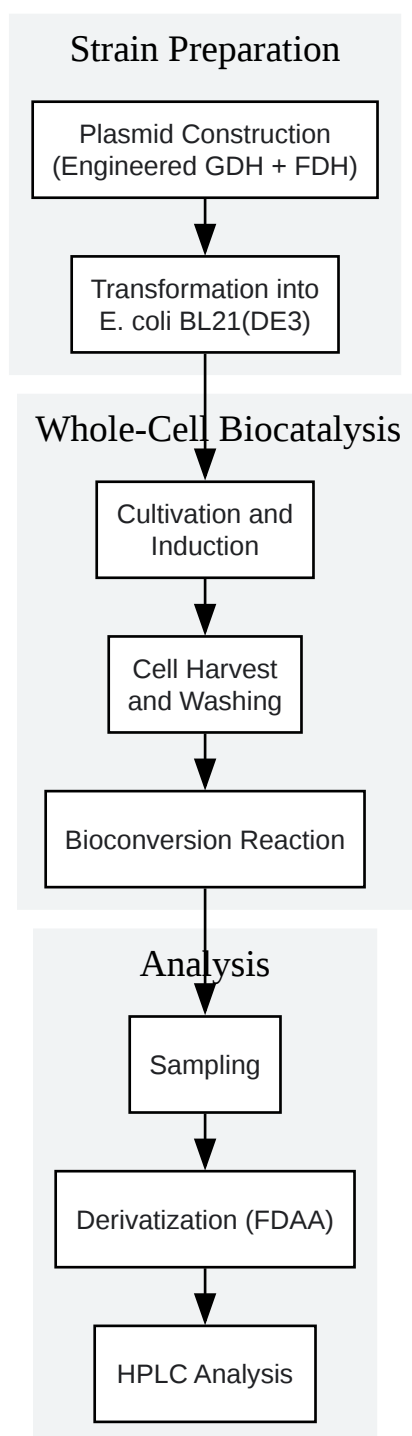 Strain Preparation
Plasmid Construction
(Engineered GDH + FDH)
Transformation into
E. coli BL21(DE3)
Whole-Cell Biocatalysis
Cultivation and
Induction
Cell Harvest
and Washing
Bioconversion Reaction
Analysis
Sampling
Derivatization (FDAA)
HPLC Analysis